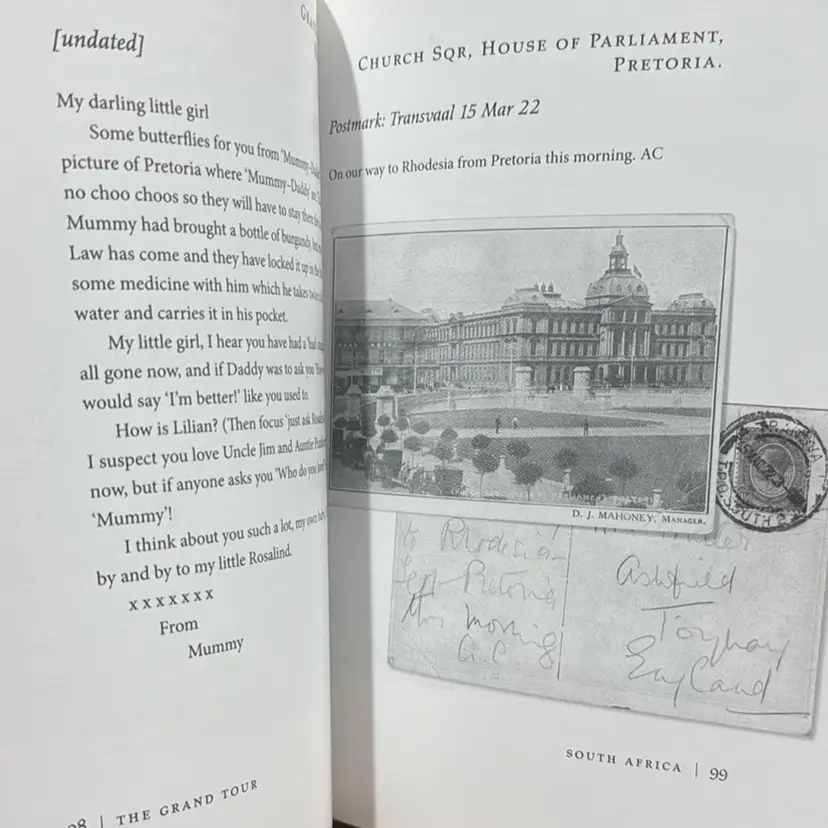 [undated]
My darling little girl
Some butterflies for you from 'Mummy-
picture of Pretoria where 'Mummy-Daddy'
no choo choos so they will have to stay
Mummy had brought a bottle of burgundy,
Law has come and they have locked it up in the
some medicine with him which he takes
water and carries it in his pocket.
My little girl, I hear you have had a 'bad
all gone now, and if Daddy was to ask you
would say 'I'm better!' like you used to.
How is Lilian? (Then focus 'just ask
I suspect you love Uncle Jim and Auntie
now, but if anyone asks you 'Who do you
'Mummy'!
I think about you such a lot, my own
by and by to my little Rosalind.
x x x x x x x
From
Mummy
98 | THE GRAND TOUR
CHURCH SQR, HOUSE OF PARLIAMENT,
PRETORIA.
Postmark: Transvaal 15 Mar 22
On our way to Rhodesia from Pretoria this morning. AC
D. J. MAHONEY, MANAGER.
to Rhodesia
Left Pretoria
this morning
A.C.
Ashfield
Torquay
England
SOUTH AFRICA | 99